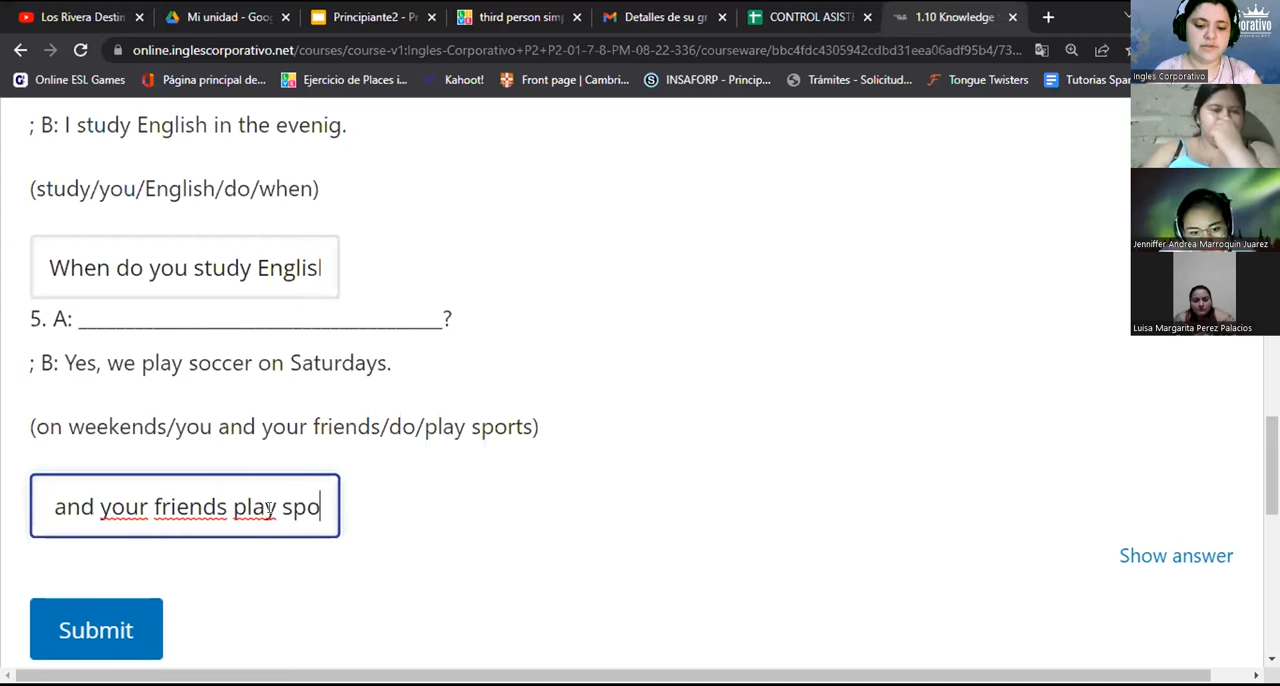 Los Rivera Destin
Mi unidad - Goo
Principiante2 - P
third person sim
Detalles de su gr
CONTROL ASIST
1.10 Knowledge
online.inglescorporativo.net/courses/course-v1:Ingles-Corporativo+P2+P2-01-7-8-PM-08-22-336/courseware/bbc4fdc4305942cdbd31eea06adf95b4/73...
Online ESL Games
Página principal de...
Ejercicio de Places i...
Kahoot!
Front page | Cambri...
INSAFORP - Princip...
Trámites - Solicitud...
Tongue Twisters
Tutorias Spar
orativo
Ingles Corporativo
Jenniffer Andrea Marroquin Juarez
Luisa Margarita Perez Palacios
; B: I study English in the evenig.
(study/you/English/do/when)
When do you study Englisl
5. A: ______________________________?
; B: Yes, we play soccer on Saturdays.
(on weekends/you and your friends/do/play sports)
and your friends play spo
Show answer
Submit